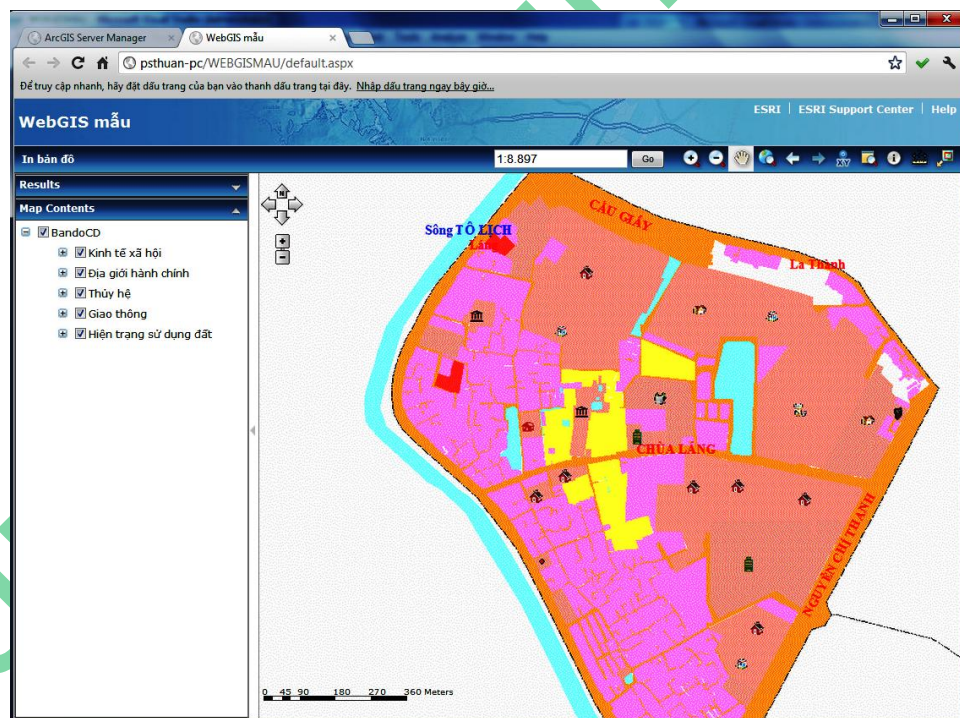 ArcGIS Server Manager
WebGIS mẫu
psthuan-pc/WEBGISMAU/default.aspx
Để truy cập nhanh, hãy đặt dấu trang của bạn vào thanh dấu trang tại đây. Nhập dấu trang ngay bây giờ...
WebGIS mẫu
ESRI | ESRI Support Center | Help
In bản đồ
1:8.897
Go
Results
Map Contents
BandoCD
Kinh tế xã hội
Địa giới hành chính
Thủy hệ
Giao thông
Hiện trạng sử dụng đất
N
CẦU GIẤY
Sông TÔ LỊCH
Láng
La Thành
CHÙA LÁNG
NGUYỄN CHÍ THANH
0 45 90 180 270 360 Meters